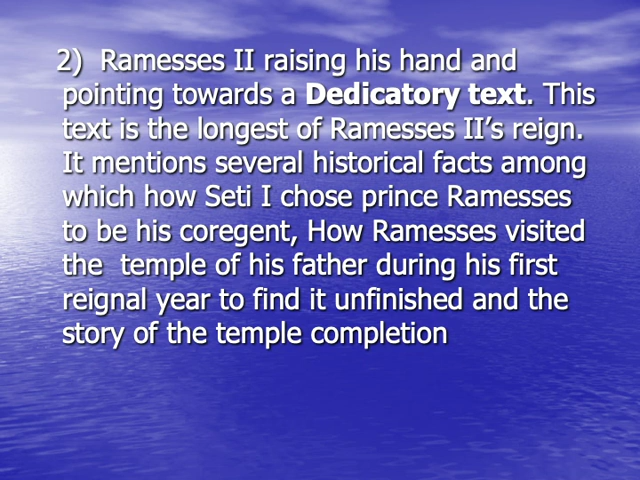 2)  Ramesses II raising his hand and
pointing towards a Dedicatory text. This
text is the longest of Ramesses II’s reign.
It mentions several historical facts among
which how Seti I chose prince Ramesses
to be his coregent, How Ramesses visited
the  temple of his father during his first
reignal year to find it unfinished and the
story of the temple completion